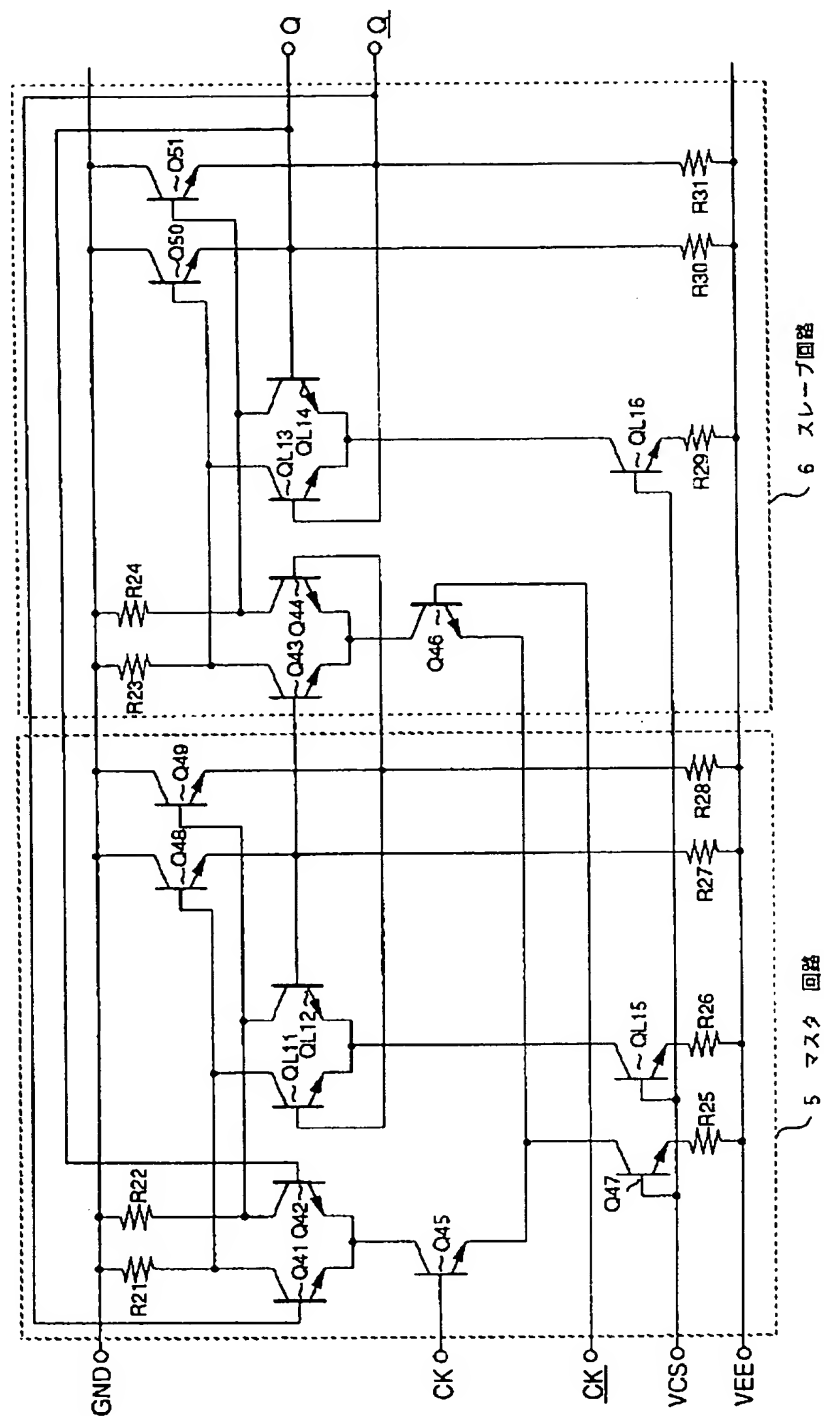 GND
R21
R22
Q41
Q42
QL11
QL12
Q48
Q49
Q45
Q47
QL15
R25
R26
R27
R28
CK
C̅K̅
VCS
VEE
5 マスタ 回路
R23
R24
Q43
Q44
QL13
QL14
Q50
Q51
Q46
QL16
R29
R30
R31
Q
Q̅
6 スレーブ回路